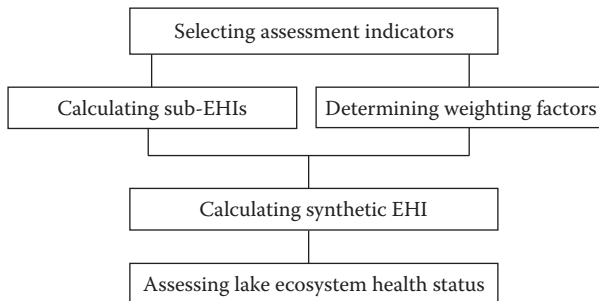 Selecting assessment indicators
Calculating sub-EHIs
Determining weighting factors
Calculating synthetic EHI
Assessing lake ecosystem health status